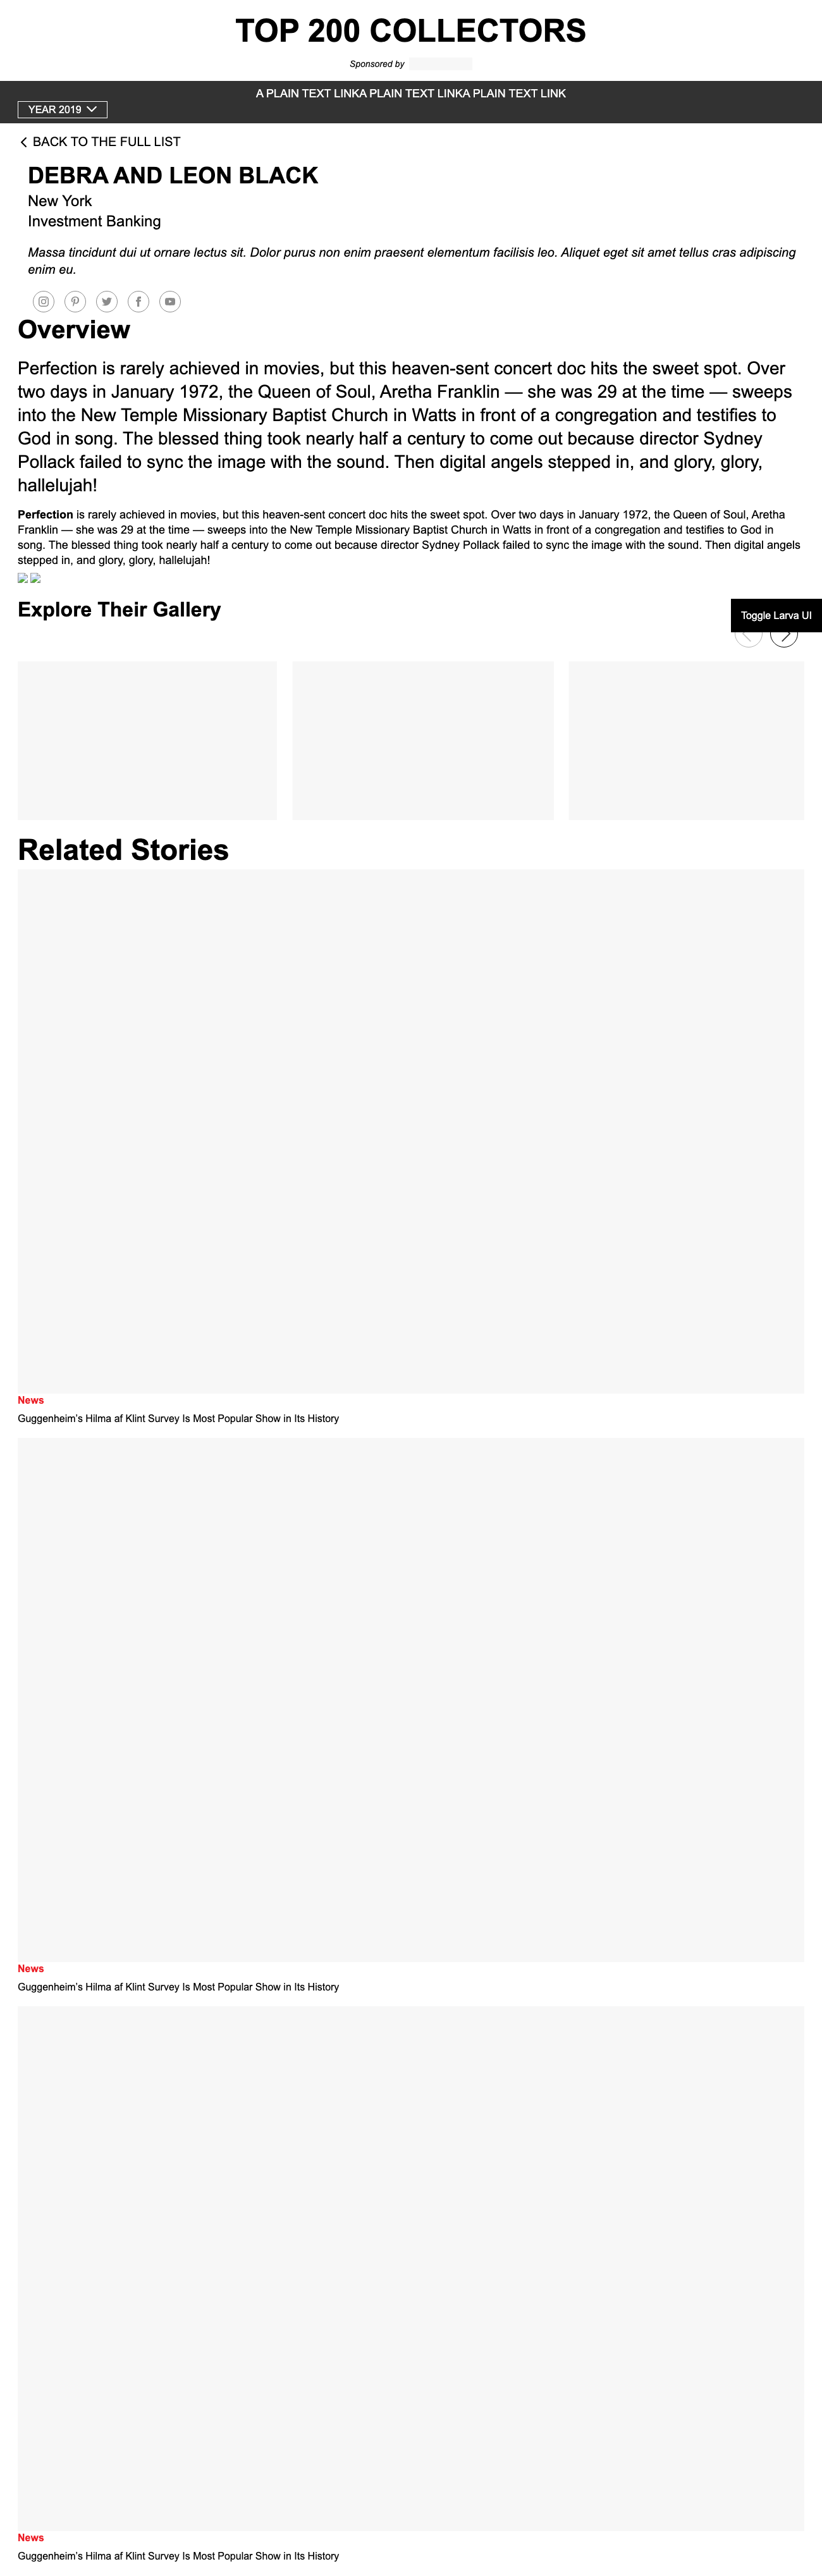 TOP 200 COLLECTORS
Sponsored by
A PLAIN TEXT LINKA PLAIN TEXT LINKA PLAIN TEXT LINK
YEAR 2019
BACK TO THE FULL LIST
DEBRA AND LEON BLACK
New York
Investment Banking
Massa tincidunt dui ut ornare lectus sit. Dolor purus non enim praesent elementum facilisis leo. Aliquet eget sit amet tellus cras adipiscing
enim eu.
Overview
Perfection is rarely achieved in movies, but this heaven-sent concert doc hits the sweet spot. Over
two days in January 1972, the Queen of Soul, Aretha Franklin — she was 29 at the time — sweeps
into the New Temple Missionary Baptist Church in Watts in front of a congregation and testifies to
God in song. The blessed thing took nearly half a century to come out because director Sydney
Pollack failed to sync the image with the sound. Then digital angels stepped in, and glory, glory,
hallelujah!
Perfection is rarely achieved in movies, but this heaven-sent concert doc hits the sweet spot. Over two days in January 1972, the Queen of Soul, Aretha
Franklin — she was 29 at the time — sweeps into the New Temple Missionary Baptist Church in Watts in front of a congregation and testifies to God in
song. The blessed thing took nearly half a century to come out because director Sydney Pollack failed to sync the image with the sound. Then digital angels
stepped in, and glory, glory, hallelujah!
Explore Their Gallery
Toggle Larva UI
Related Stories
News
Guggenheim's Hilma af Klint Survey Is Most Popular Show in Its History
News
Guggenheim's Hilma af Klint Survey Is Most Popular Show in Its History
News
Guggenheim's Hilma af Klint Survey Is Most Popular Show in Its History